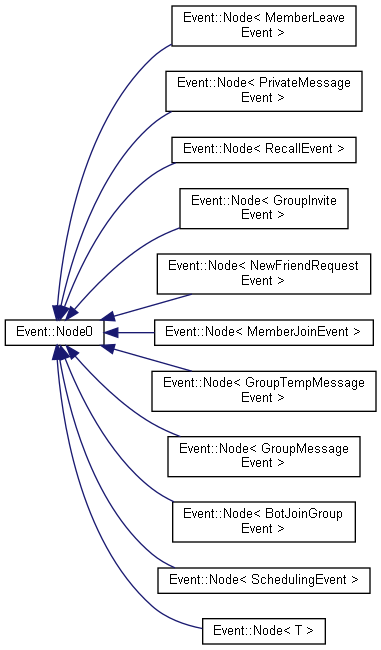 Event::Node< MemberLeave
Event >
Event::Node< PrivateMessage
Event >
Event::Node< RecallEvent >
Event::Node< GroupInvite
Event >
Event::Node< NewFriendRequest
Event >
Event::Node0
Event::Node< MemberJoinEvent >
Event::Node< GroupTempMessage
Event >
Event::Node< GroupMessage
Event >
Event::Node< BotJoinGroup
Event >
Event::Node< SchedulingEvent >
Event::Node< T >